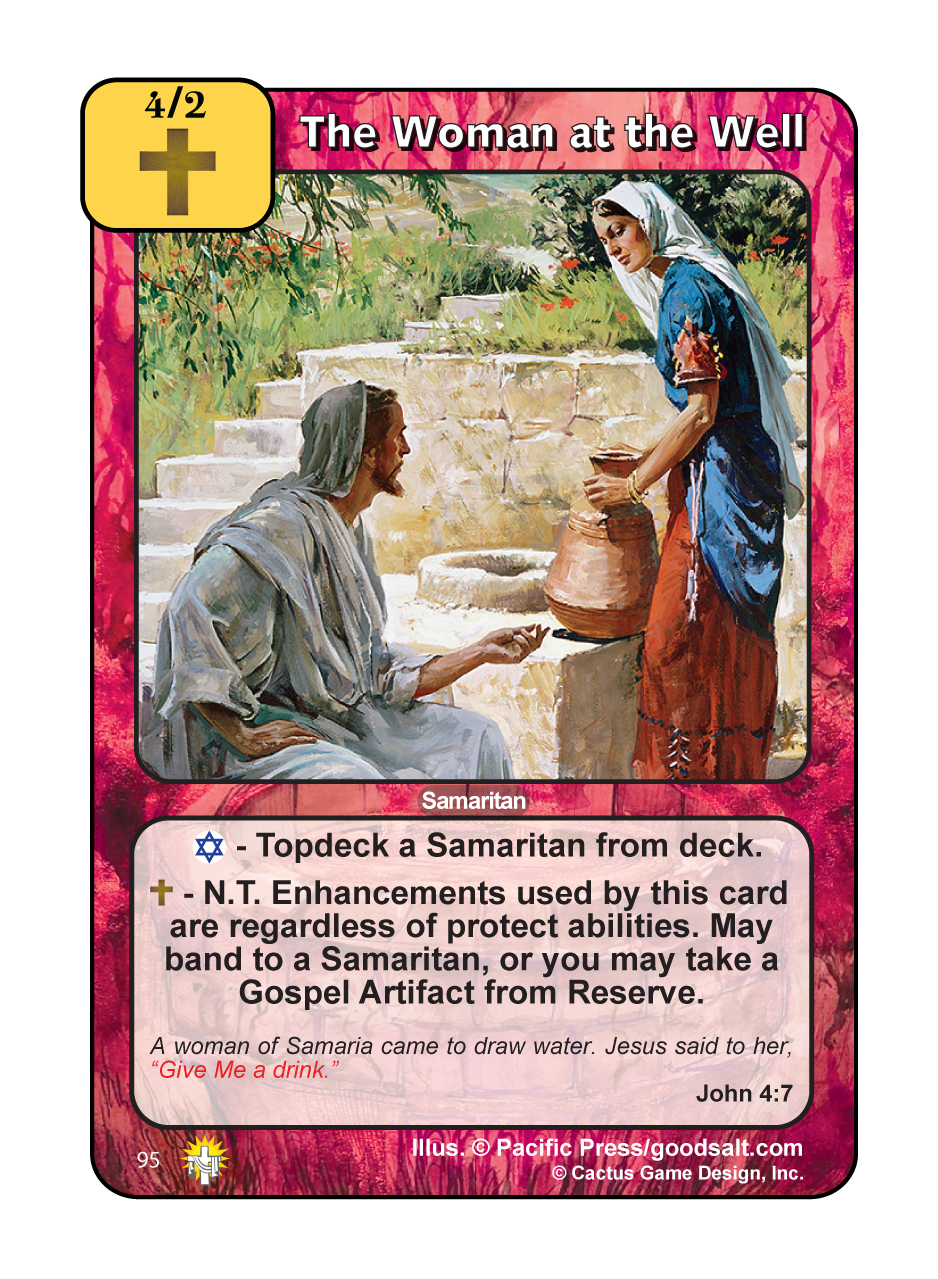 4/2
The Woman at the Well
Samaritan
- Topdeck a Samaritan from deck.
- N.T. Enhancements used by this card
are regardless of protect abilities. May
band to a Samaritan, or you may take a
Gospel Artifact from Reserve.
A woman of Samaria came to draw water. Jesus said to her,
“Give Me a drink.”
John 4:7
95
Illus. © Pacific Press/goodsalt.com
© Cactus Game Design, Inc.